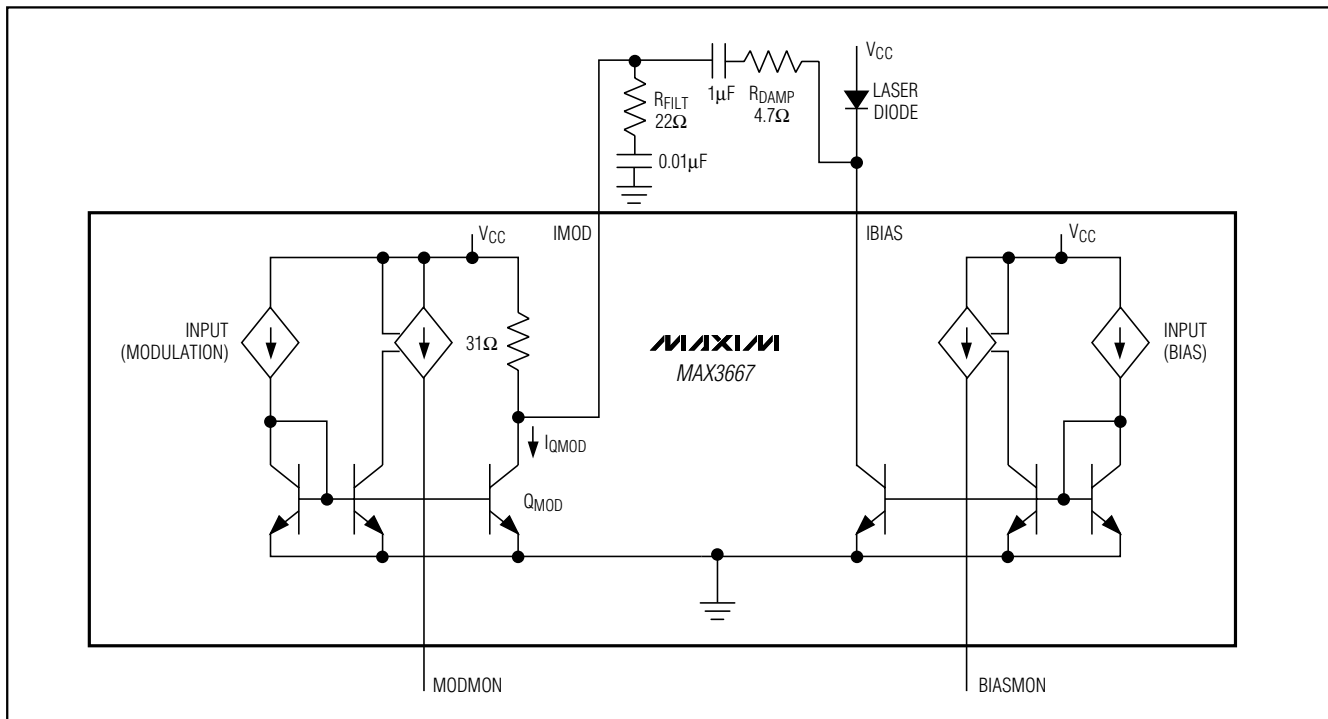 VCC
LASER
DIODE
1µF
RDAMP
4.7Ω
RFILT
22Ω
0.01µF
IMOD
IBIAS
VCC
VCC
INPUT
(MODULATION)
31Ω
MAXIM
MAX3667
INPUT
(BIAS)
IQMOD
QMOD
MODMON
BIASMON